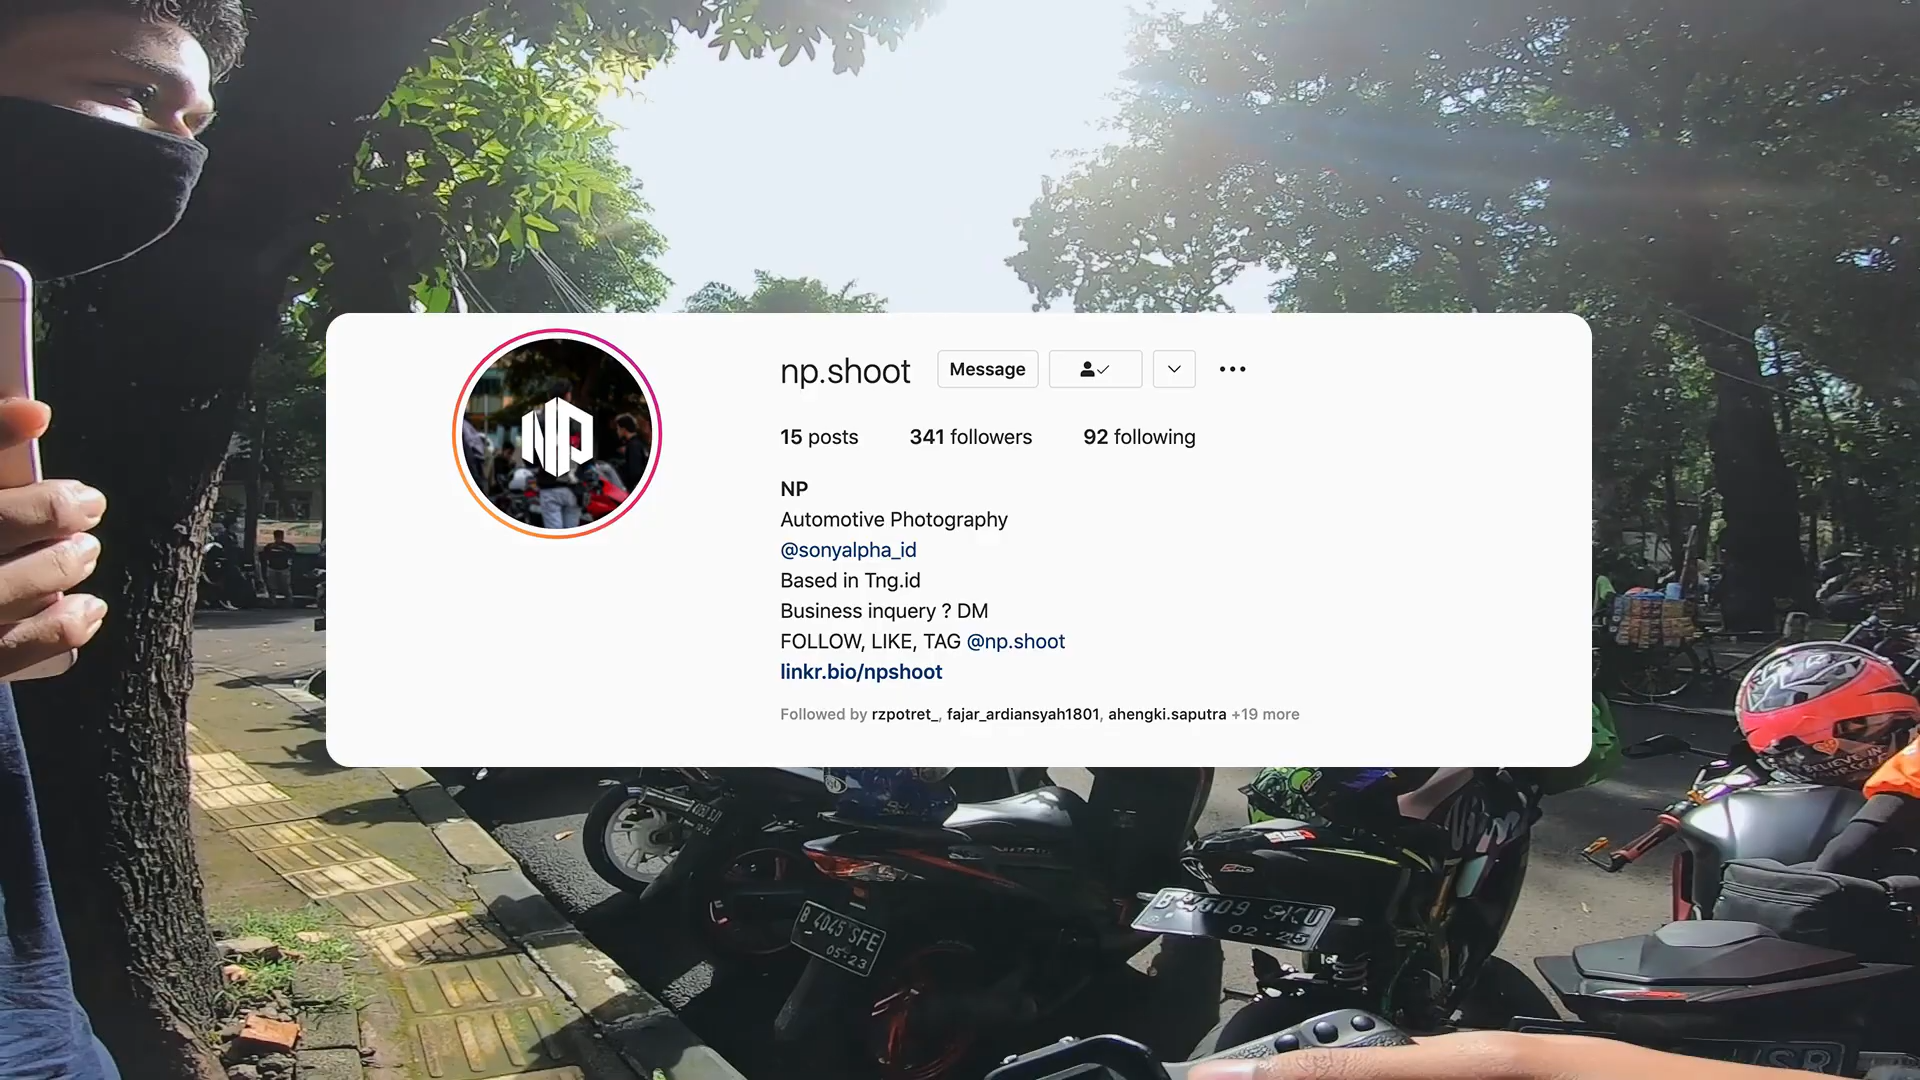 np.shoot Message
15 posts 341 followers 92 following
NP
Automotive Photography
@sonyalpha_id
Based in Tng.id
Business inquery ? DM
FOLLOW, LIKE, TAG @np.shoot
linkr.bio/npshoot
Followed by rzpotret_, fajar_ardiansyah1801, ahengki.saputra +19 more
NP
B 4045 SFE
05·23
02·25